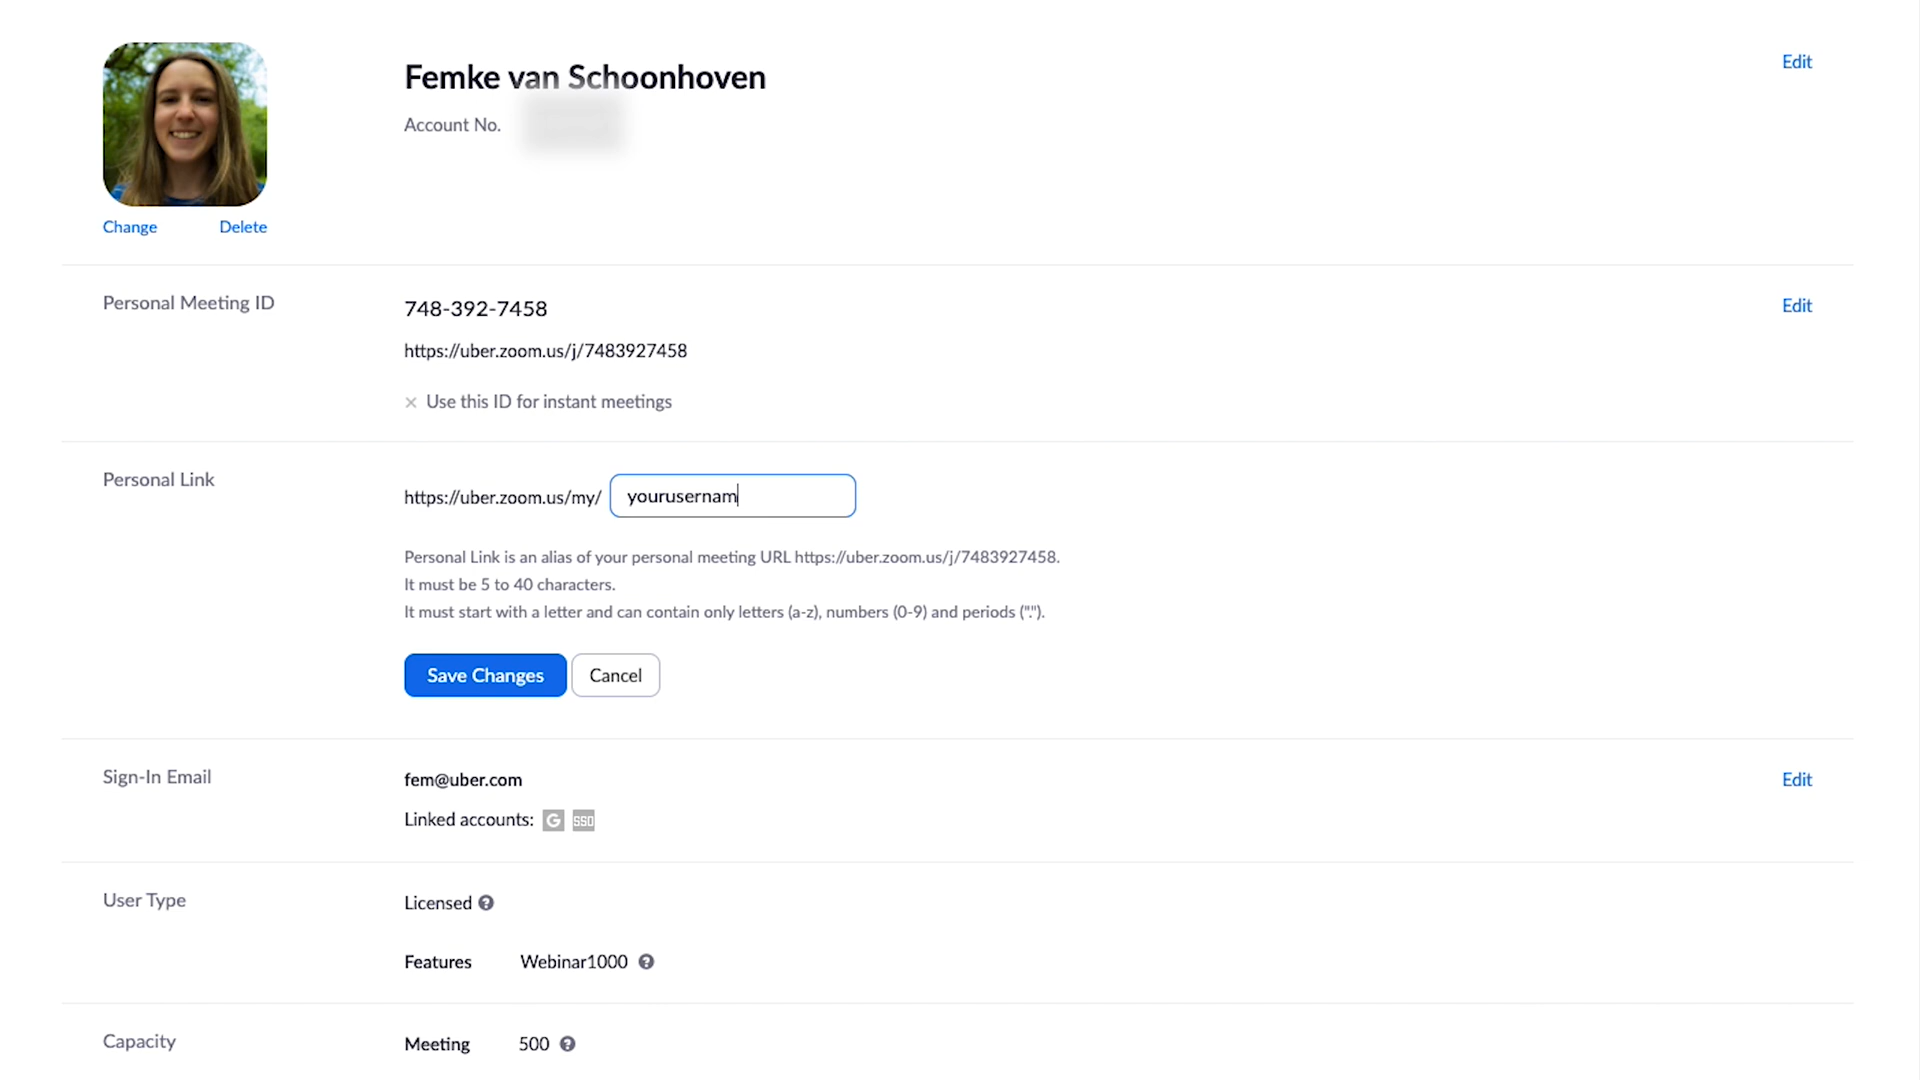 Femke van Schoonhoven
Edit
Account No.
Change Delete
Personal Meeting ID
748-392-7458
Edit
https://uber.zoom.us/j/7483927458
× Use this ID for instant meetings
Personal Link
https://uber.zoom.us/my/ yourusernam
Personal Link is an alias of your personal meeting URL https://uber.zoom.us/j/7483927458.
It must be 5 to 40 characters.
It must start with a letter and can contain only letters (a-z), numbers (0-9) and periods (".").
Save Changes Cancel
Sign-In Email
fem@uber.com
Edit
Linked accounts: G SSO
User Type
Licensed ?
Features Webinar1000 ?
Capacity
Meeting 500 ?